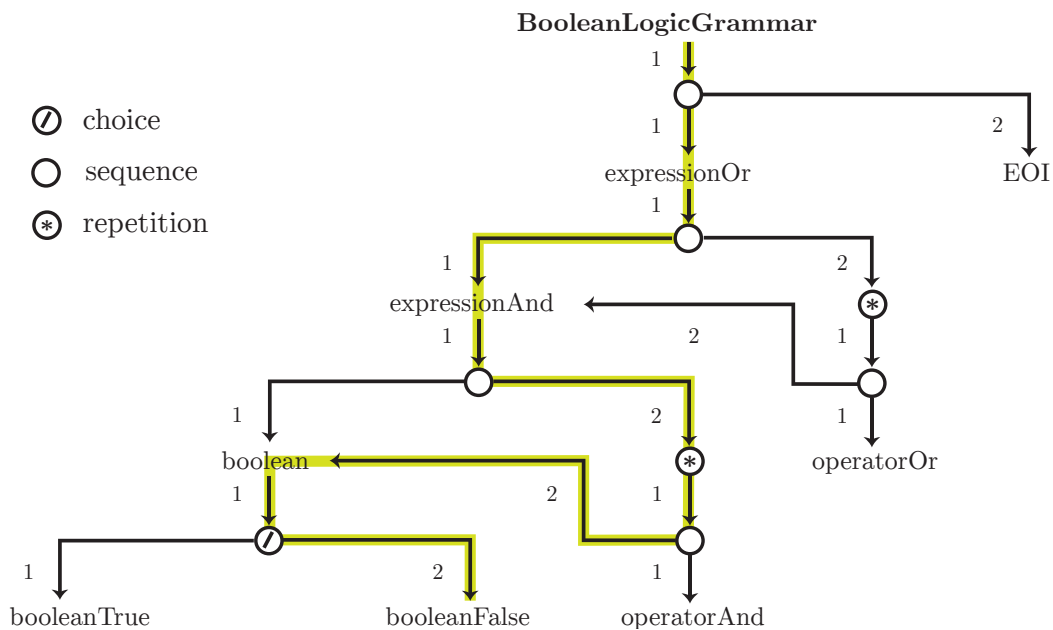 BooleanLogicGrammar
1
choice
1
2
sequence
expressionOr
EOI
1
repetition
1
2
expressionAnd
1
2
1
1
2
1
boolean
operatorOr
1
2
1
1
2
1
booleanTrue
booleanFalse
operatorAnd